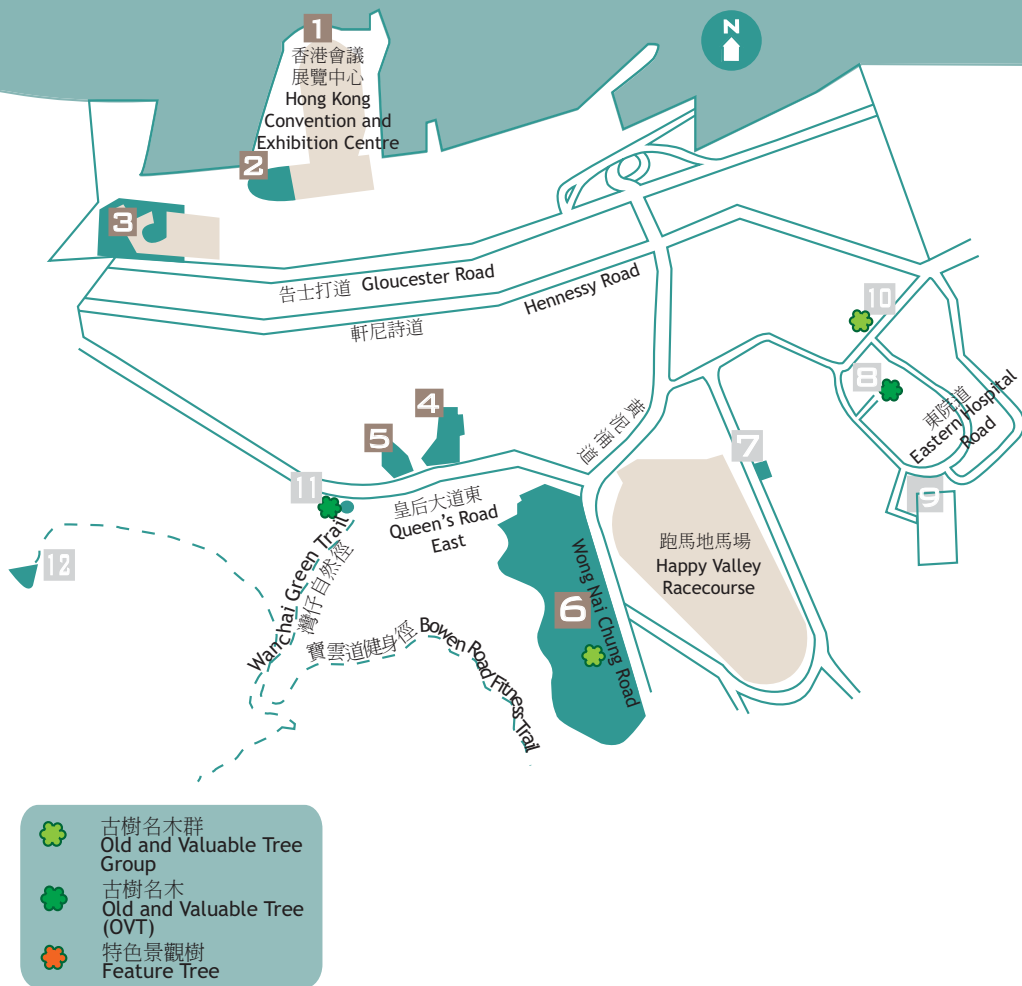 N
1
香港會議
展覽中心
Hong Kong
Convention and
Exhibition Centre
2
3
告士打道 Gloucester Road
Hennessy Road
軒尼詩道
10
8
東院道
Eastern Hospital
Road
4
5
黃泥涌道
7
9
11
皇后大道東
Queen's Road
East
跑馬地馬場
Happy Valley
Racecourse
12
Wanchai Green Trail
灣仔自然徑
寶雲道健身徑 Bowen Road Fitness Trail
6
Wong Nai Chung Road
古樹名木群
Old and Valuable Tree
Group
古樹名木
Old and Valuable Tree
(OVT)
特色景觀樹
Feature Tree